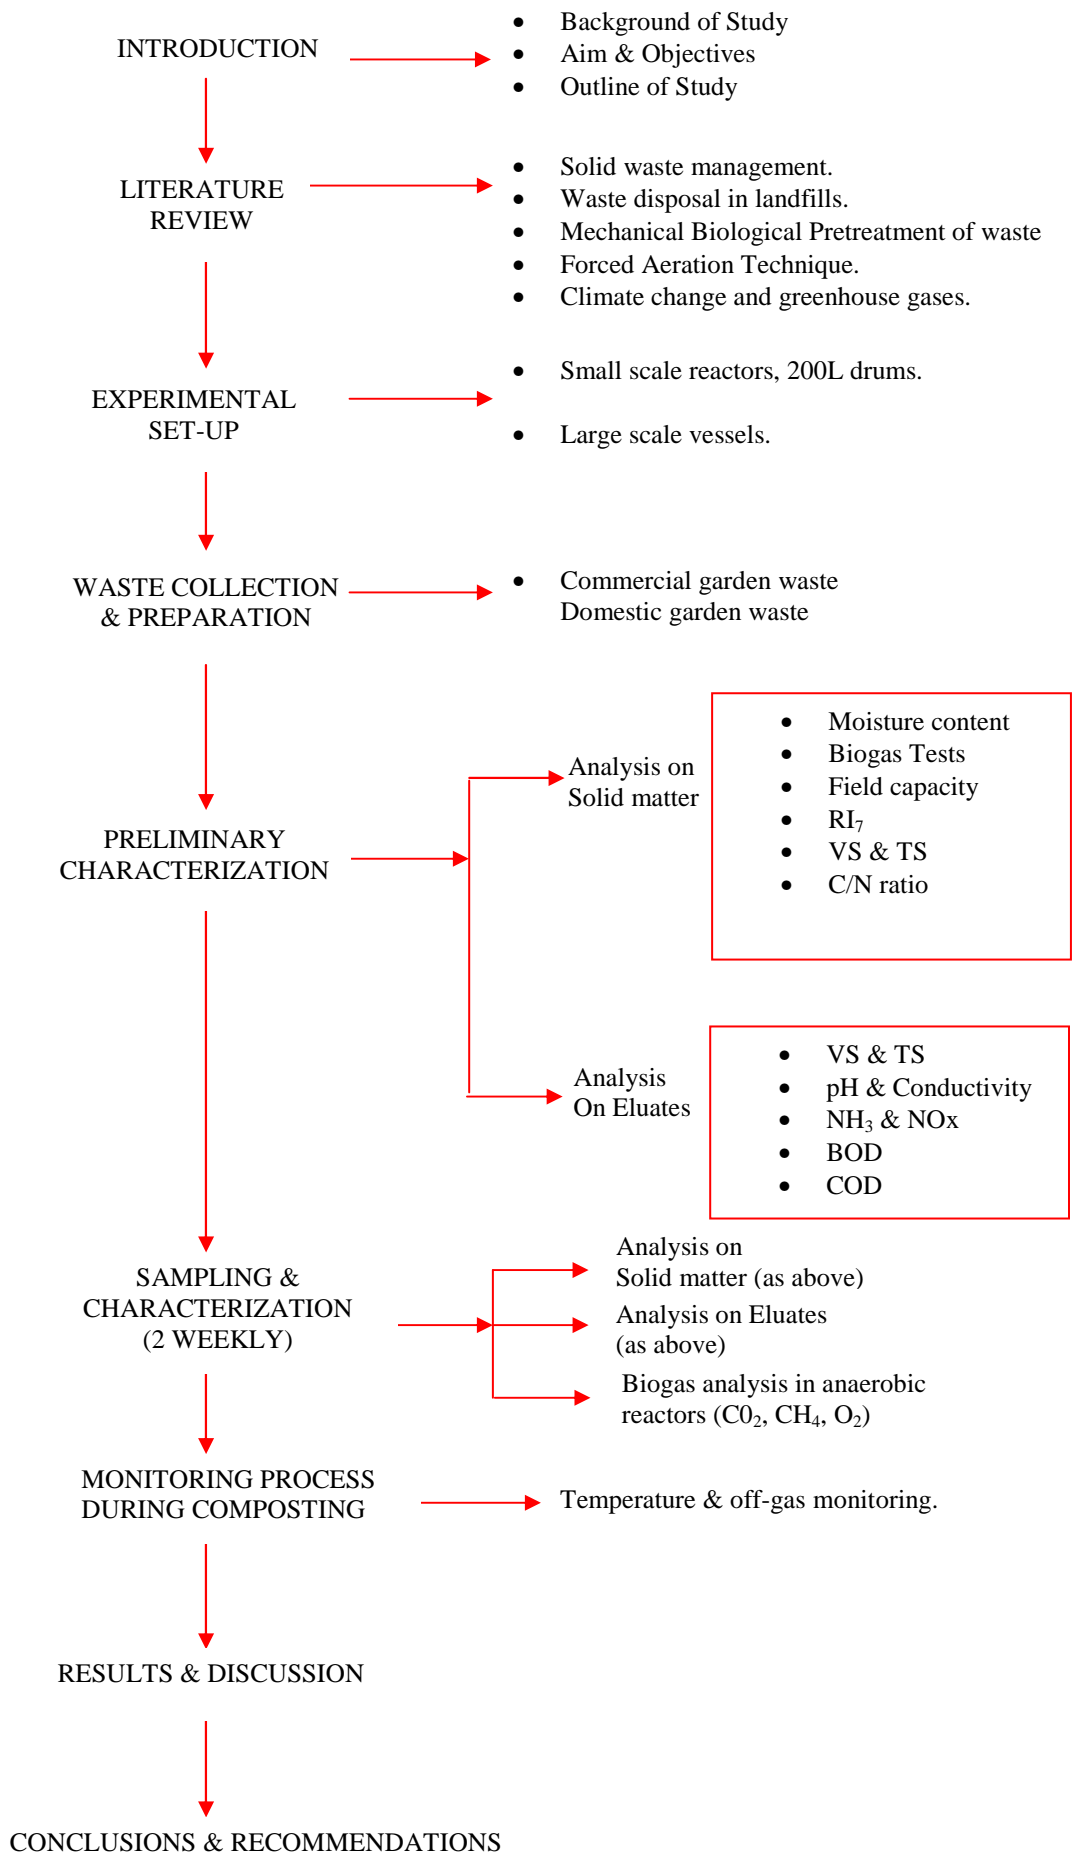 INTRODUCTION
• Background of Study
• Aim & Objectives
• Outline of Study
LITERATURE
REVIEW
• Solid waste management.
• Waste disposal in landfills.
• Mechanical Biological Pretreatment of waste
• Forced Aeration Technique.
• Climate change and greenhouse gases.
EXPERIMENTAL
SET-UP
• Small scale reactors, 200L drums.
• Large scale vessels.
WASTE COLLECTION
& PREPARATION
• Commercial garden waste
Domestic garden waste
PRELIMINARY
CHARACTERIZATION
Analysis on
Solid matter
• Moisture content
• Biogas Tests
• Field capacity
• RI₇
• VS & TS
• C/N ratio
Analysis
On Eluates
• VS & TS
• pH & Conductivity
• NH₃ & NOx
• BOD
• COD
SAMPLING &
CHARACTERIZATION
(2 WEEKLY)
Analysis on
Solid matter (as above)
Analysis on Eluates
(as above)
Biogas analysis in anaerobic
reactors (C0₂, CH₄, O₂)
MONITORING PROCESS
DURING COMPOSTING
Temperature & off-gas monitoring.
RESULTS & DISCUSSION
CONCLUSIONS & RECOMMENDATIONS